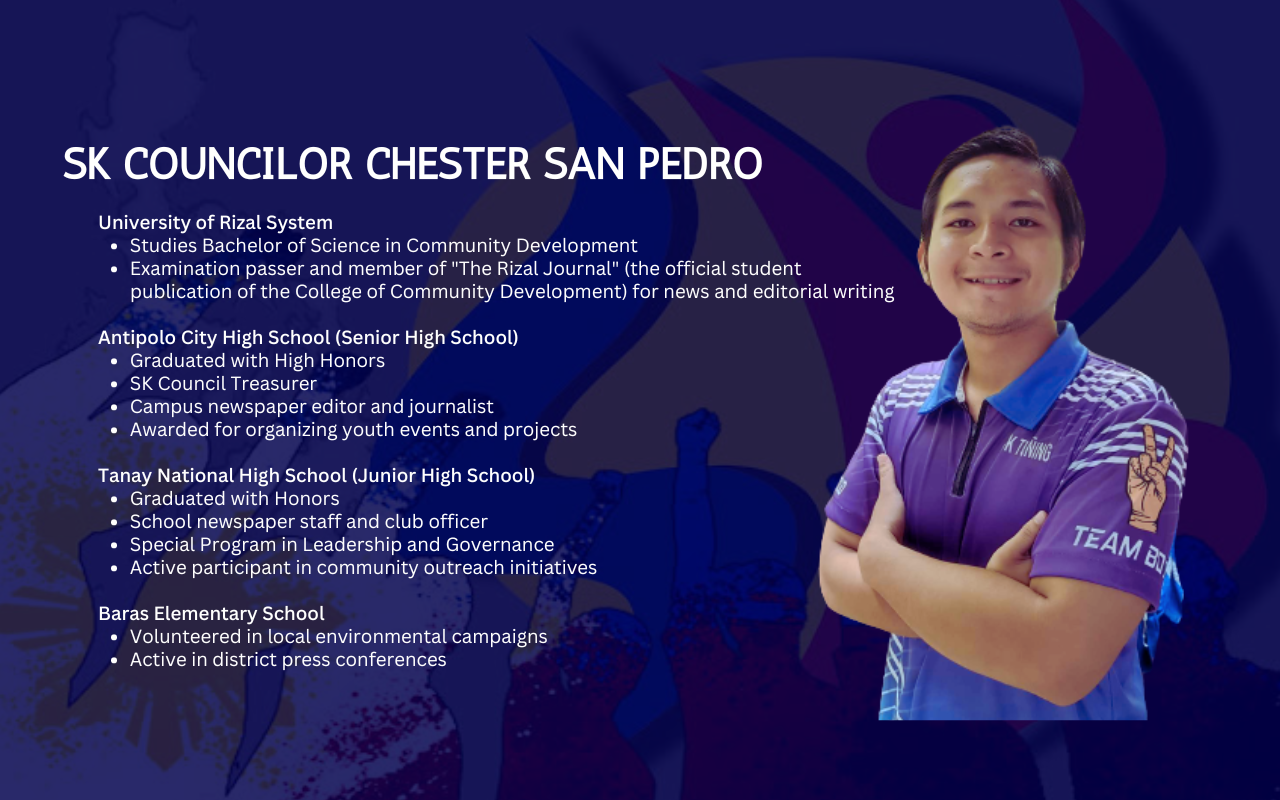 SK COUNCILOR CHESTER SAN PEDRO
University of Rizal System
• Studies Bachelor of Science in Community Development
• Examination passer and member of "The Rizal Journal" (the official student
publication of the College of Community Development) for news and editorial writing
Antipolo City High School (Senior High School)
• Graduated with High Honors
• SK Council Treasurer
• Campus newspaper editor and journalist
• Awarded for organizing youth events and projects
Tanay National High School (Junior High School)
• Graduated with Honors
• School newspaper staff and club officer
• Special Program in Leadership and Governance
• Active participant in community outreach initiatives
Baras Elementary School
• Volunteered in local environmental campaigns
• Active in district press conferences
K TINING
TEAM